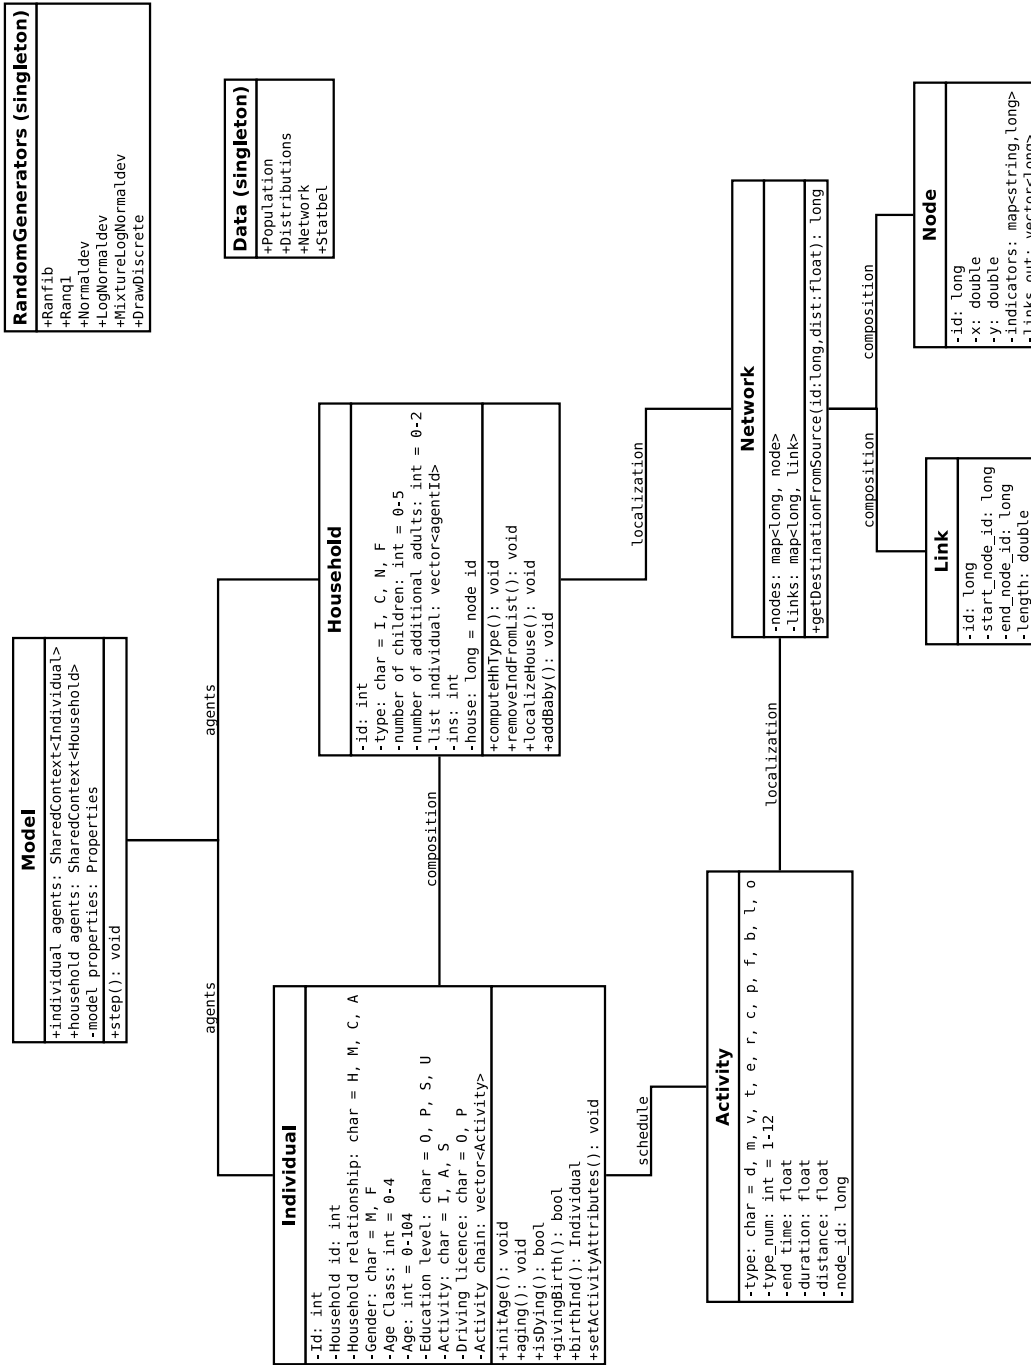 RandomGenerators (singleton)
+Ranfib
+Ranq1
+Normaldev
+LogNormaldev
+MixtureLogNormaldev
+DrawDiscrete
Data (singleton)
+Population
+Distributions
+Network
+Statbel
Model
+individual agents: SharedContext<Individual>
+household agents: SharedContext<Household>
-model properties: Properties
+step(): void
agents
agents
Individual
-Id: int
-Household id: int
-Household relationship: char = H, M, C, A
-Gender: char = M, F
-Age Class: int = 0-4
-Age: int = 0-104
-Education level: char = O, P, S, U
-Activity: char = I, A, S
-Driving licence: char = O, P
-Activity chain: vector<Activity>
+initAge(): void
+aging(): void
+isDying(): bool
+givingBirth(): bool
+birthInd(): Individual
+setActivityAttributes(): void
composition
Household
-id: int
-type: char = I, C, N, F
-number of children: int = 0-5
-number of additional adults: int = 0-2
-list individual: vector<agentId>
-ins: int
-house: long = node id
+computeHhType(): void
+removeIndFromList(): void
+localizeHouse(): void
+addBaby(): void
schedule
localization
Activity
-type: char = d, m, v, t, e, r, c, p, f, b, l, o
-type_num: int = 1-12
-end time: float
-duration: float
-distance: float
-node_id: long
localization
Network
-nodes: map<long, node>
-links: map<long, link>
+getDestinationFromSource(id:long,dist:float): long
composition
composition
Link
-id: long
-start_node_id: long
-end_node_id: long
-length: double
Node
-id: long
-x: double
-y: double
-indicators: map<string,long>
-links_out: vector<long>